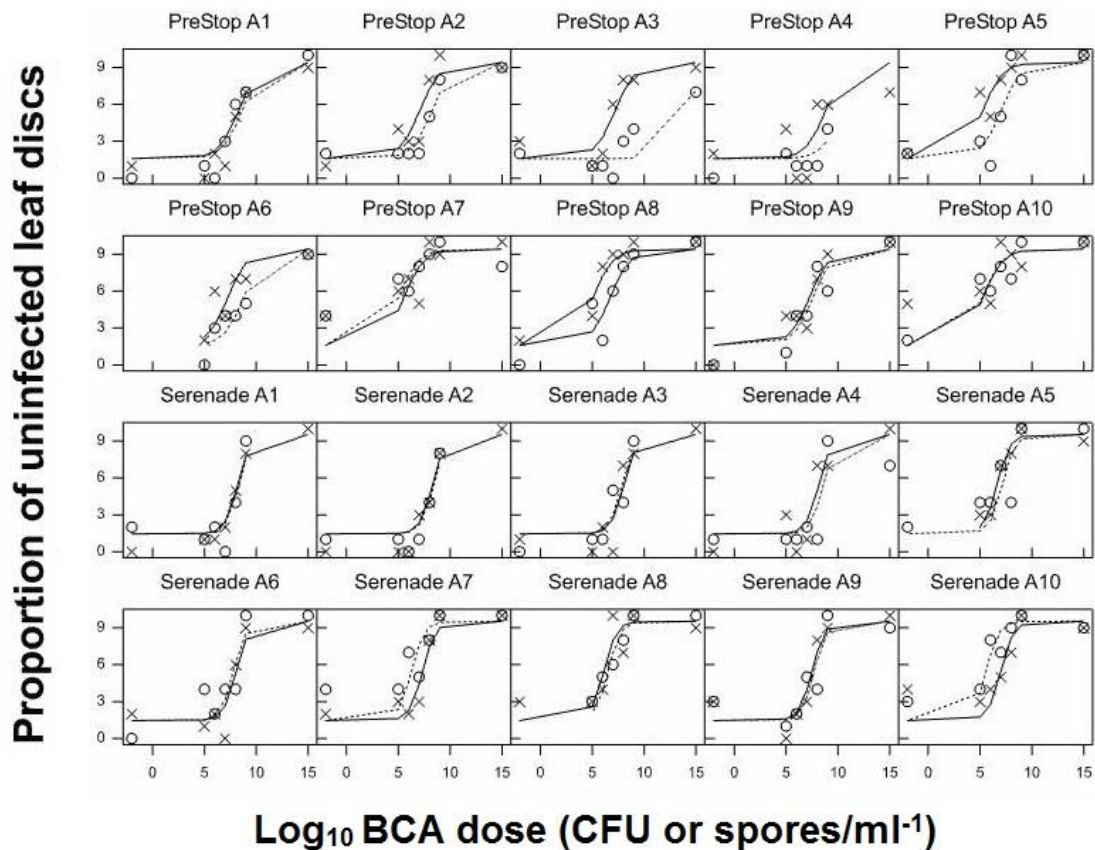 Proportion of uninfected leaf discs
PreStop A1 PreStop A2 PreStop A3 PreStop A4 PreStop A5
9
6
3
0
PreStop A6 PreStop A7 PreStop A8 PreStop A9 PreStop A10
9
6
3
0
Serenade A1 Serenade A2 Serenade A3 Serenade A4 Serenade A5
9
6
3
0
Serenade A6 Serenade A7 Serenade A8 Serenade A9 Serenade A10
9
6
3
0
0 5 10 15 0 5 10 15 0 5 10 15 0 5 10 15 0 5 10 15
Log₁₀ BCA dose (CFU or spores/ml⁻¹)